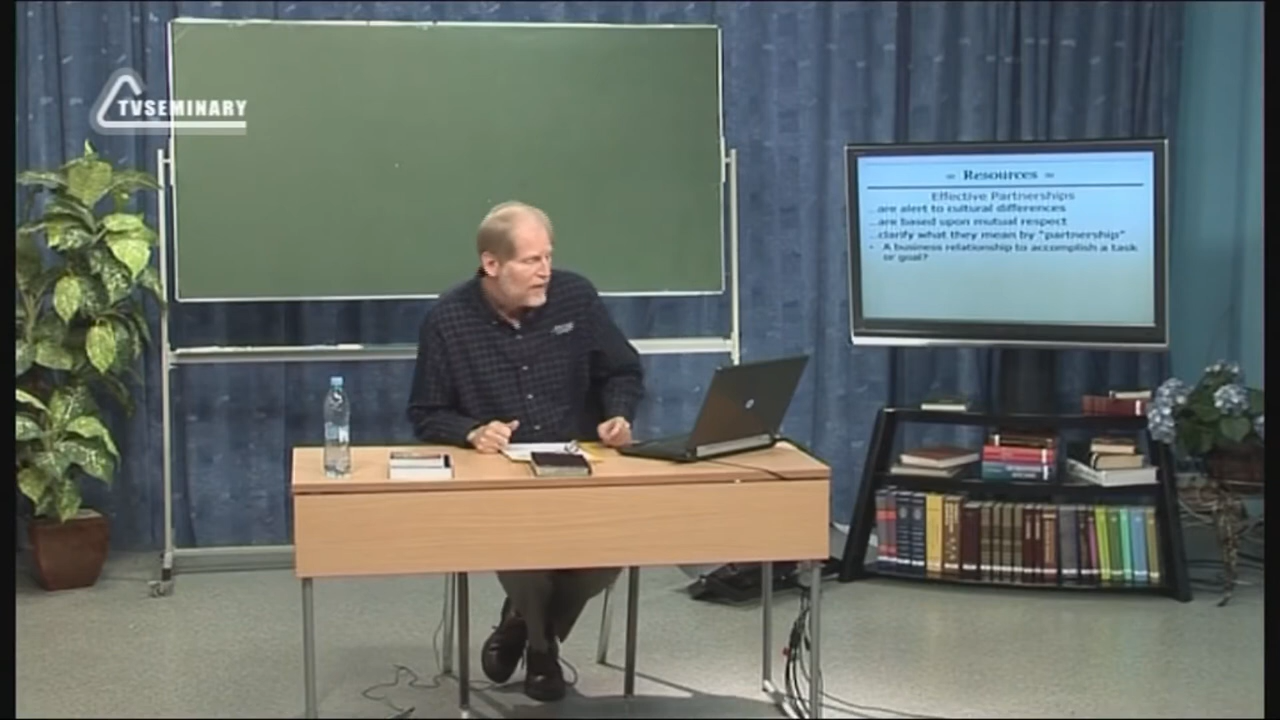 TVSEMINARY
Resources
Effective Partnerships
...are alert to cultural differences
...are based upon mutual respect
...clarify what they mean by "partnership"
• A business relationship to accomplish a task
or goal?